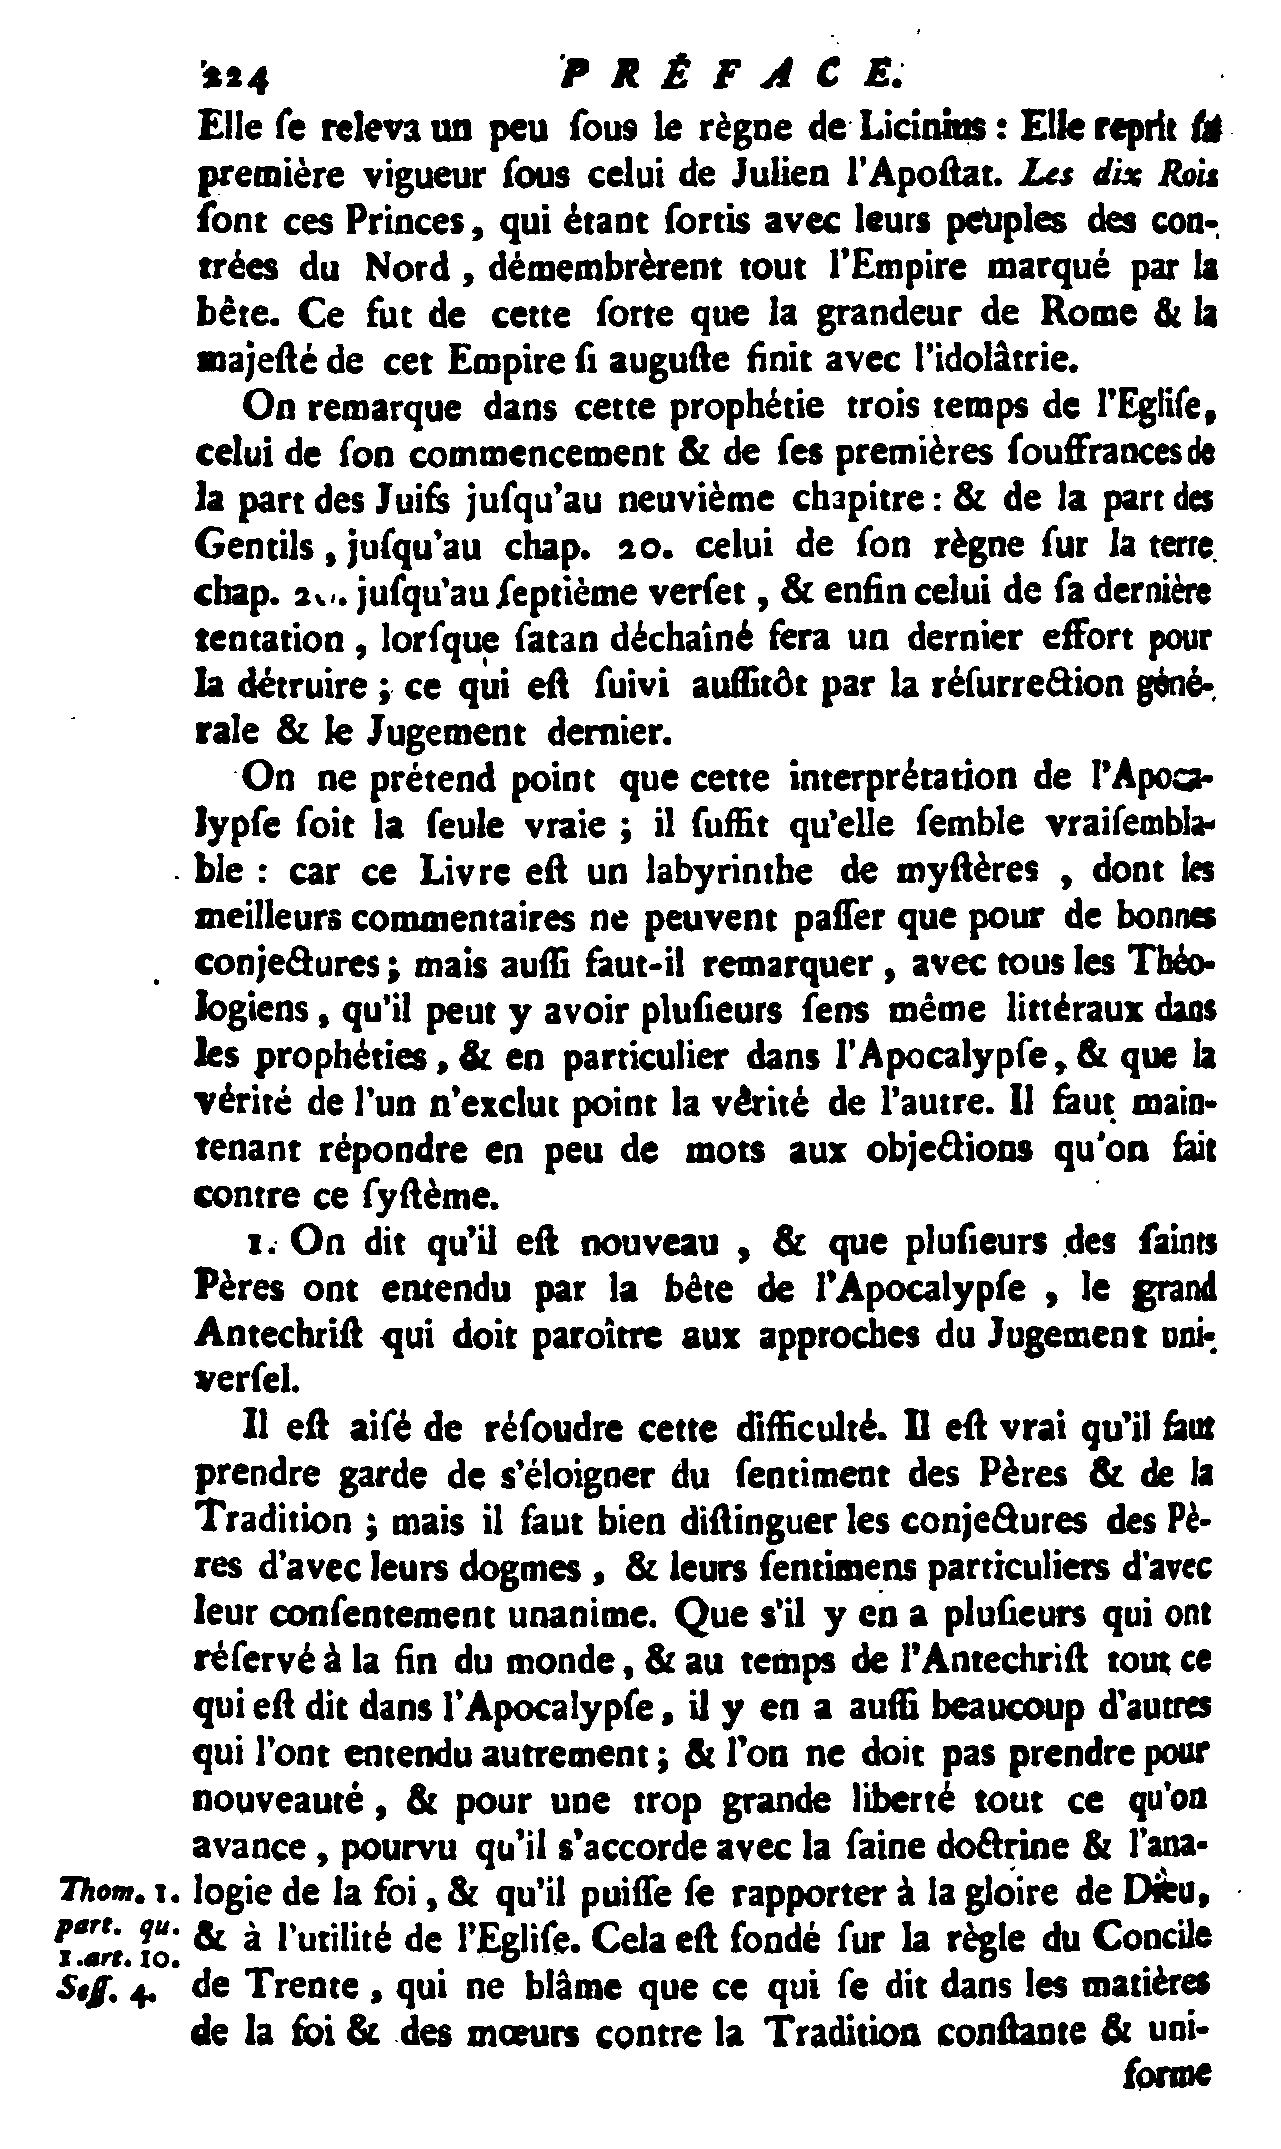 224 PRÉFACE.
Elle ſe releva un peu ſous le règne de Licinius : Elle reprit ſa
première vigueur ſous celui de Julien l'Apoſtat. Les dix Rois
ſont ces Princes, qui étant ſortis avec leurs peuples des con-
trées du Nord, démembrèrent tout l'Empire marqué par la
bête. Ce fut de cette ſorte que la grandeur de Rome & la
majeſté de cet Empire ſi auguſte finit avec l'idolâtrie.
On remarque dans cette prophétie trois temps de l'Egliſe,
celui de ſon commencement & de ſes premières ſouffrances de
la part des Juifs juſqu'au neuvième chapitre : & de la part des
Gentils, juſqu'au chap. 20. celui de ſon règne ſur la terre
chap. juſqu'au ſeptième verſet, & enfin celui de ſa dernière
tentation, lorſque ſatan déchaîné fera un dernier effort pour
la détruire ; ce qui eſt ſuivi auſſitôt par la réſurrection géné-
rale & le Jugement dernier.
On ne prétend point que cette interprétation de l'Apoca-
lypſe ſoit la ſeule vraie ; il ſuffit qu'elle ſemble vraiſembla-
ble : car ce Livre eſt un labyrinthe de myſtères, dont les
meilleurs commentaires ne peuvent paſſer que pour de bonnes
conjectures ; mais auſſi faut-il remarquer, avec tous les Théo-
logiens, qu'il peut y avoir pluſieurs ſens même littéraux dans
les prophéties, & en particulier dans l'Apocalypſe, & que la
vérité de l'un n'exclut point la vérité de l'autre. Il faut main-
tenant répondre en peu de mots aux objections qu'on fait
contre ce ſyſtème.
1. On dit qu'il eſt nouveau, & que pluſieurs des ſaints
Pères ont entendu par la bête de l'Apocalypſe, le grand
Antechriſt qui doit paroître aux approches du Jugement uni-
verſel.
Il eſt aiſé de réſoudre cette difficulté. Il eſt vrai qu'il faut
prendre garde de s'éloigner du ſentiment des Pères & de la
Tradition ; mais il faut bien diſtinguer les conjectures des Pè-
res d'avec leurs dogmes, & leurs ſentimens particuliers d'avec
leur conſentement unanime. Que s'il y en a pluſieurs qui ont
réſervé à la fin du monde, & au temps de l'Antechriſt tout ce
qui eſt dit dans l'Apocalypſe, il y en a auſſi beaucoup d'autres
qui l'ont entendu autrement ; & l'on ne doit pas prendre pour
nouveauté, & pour une trop grande liberté tout ce qu'on
avance, pourvu qu'il s'accorde avec la ſaine doctrine & l'ana-
logie de la foi, & qu'il puiſſe ſe rapporter à la gloire de Dieu,
& à l'utilité de l'Egliſe. Cela eſt fondé ſur la règle du Concile
de Trente, qui ne blâme que ce qui ſe dit dans les matières
de la foi & des mœurs contre la Tradition conſtante & uni-
forme
Thom. 1.
part. qu.
1. art. 10.
Seſſ. 4.